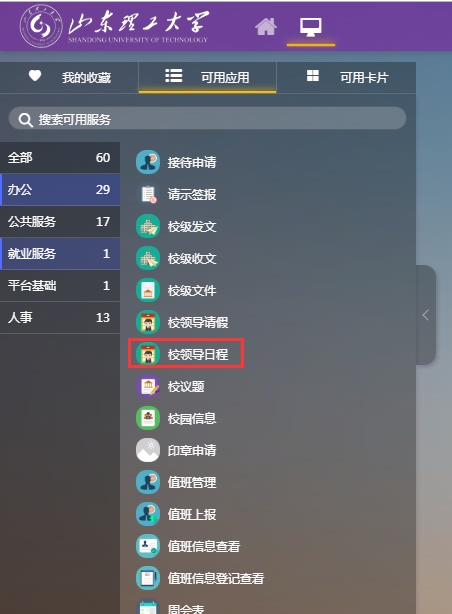 山东理工大学
SHANDONG UNIVERSITY OF TECHNOLOGY
我的收藏
可用应用
可用卡片
搜索可用服务
全部 60
办公 29
公共服务 17
就业服务 1
平台基础 1
人事 13
接待申请
请示签报
校级发文
校级收文
校级文件
校领导请假
校领导日程
校议题
校园信息
印章申请
值班管理
值班上报
值班信息查看
值班信息登记查看
周会表